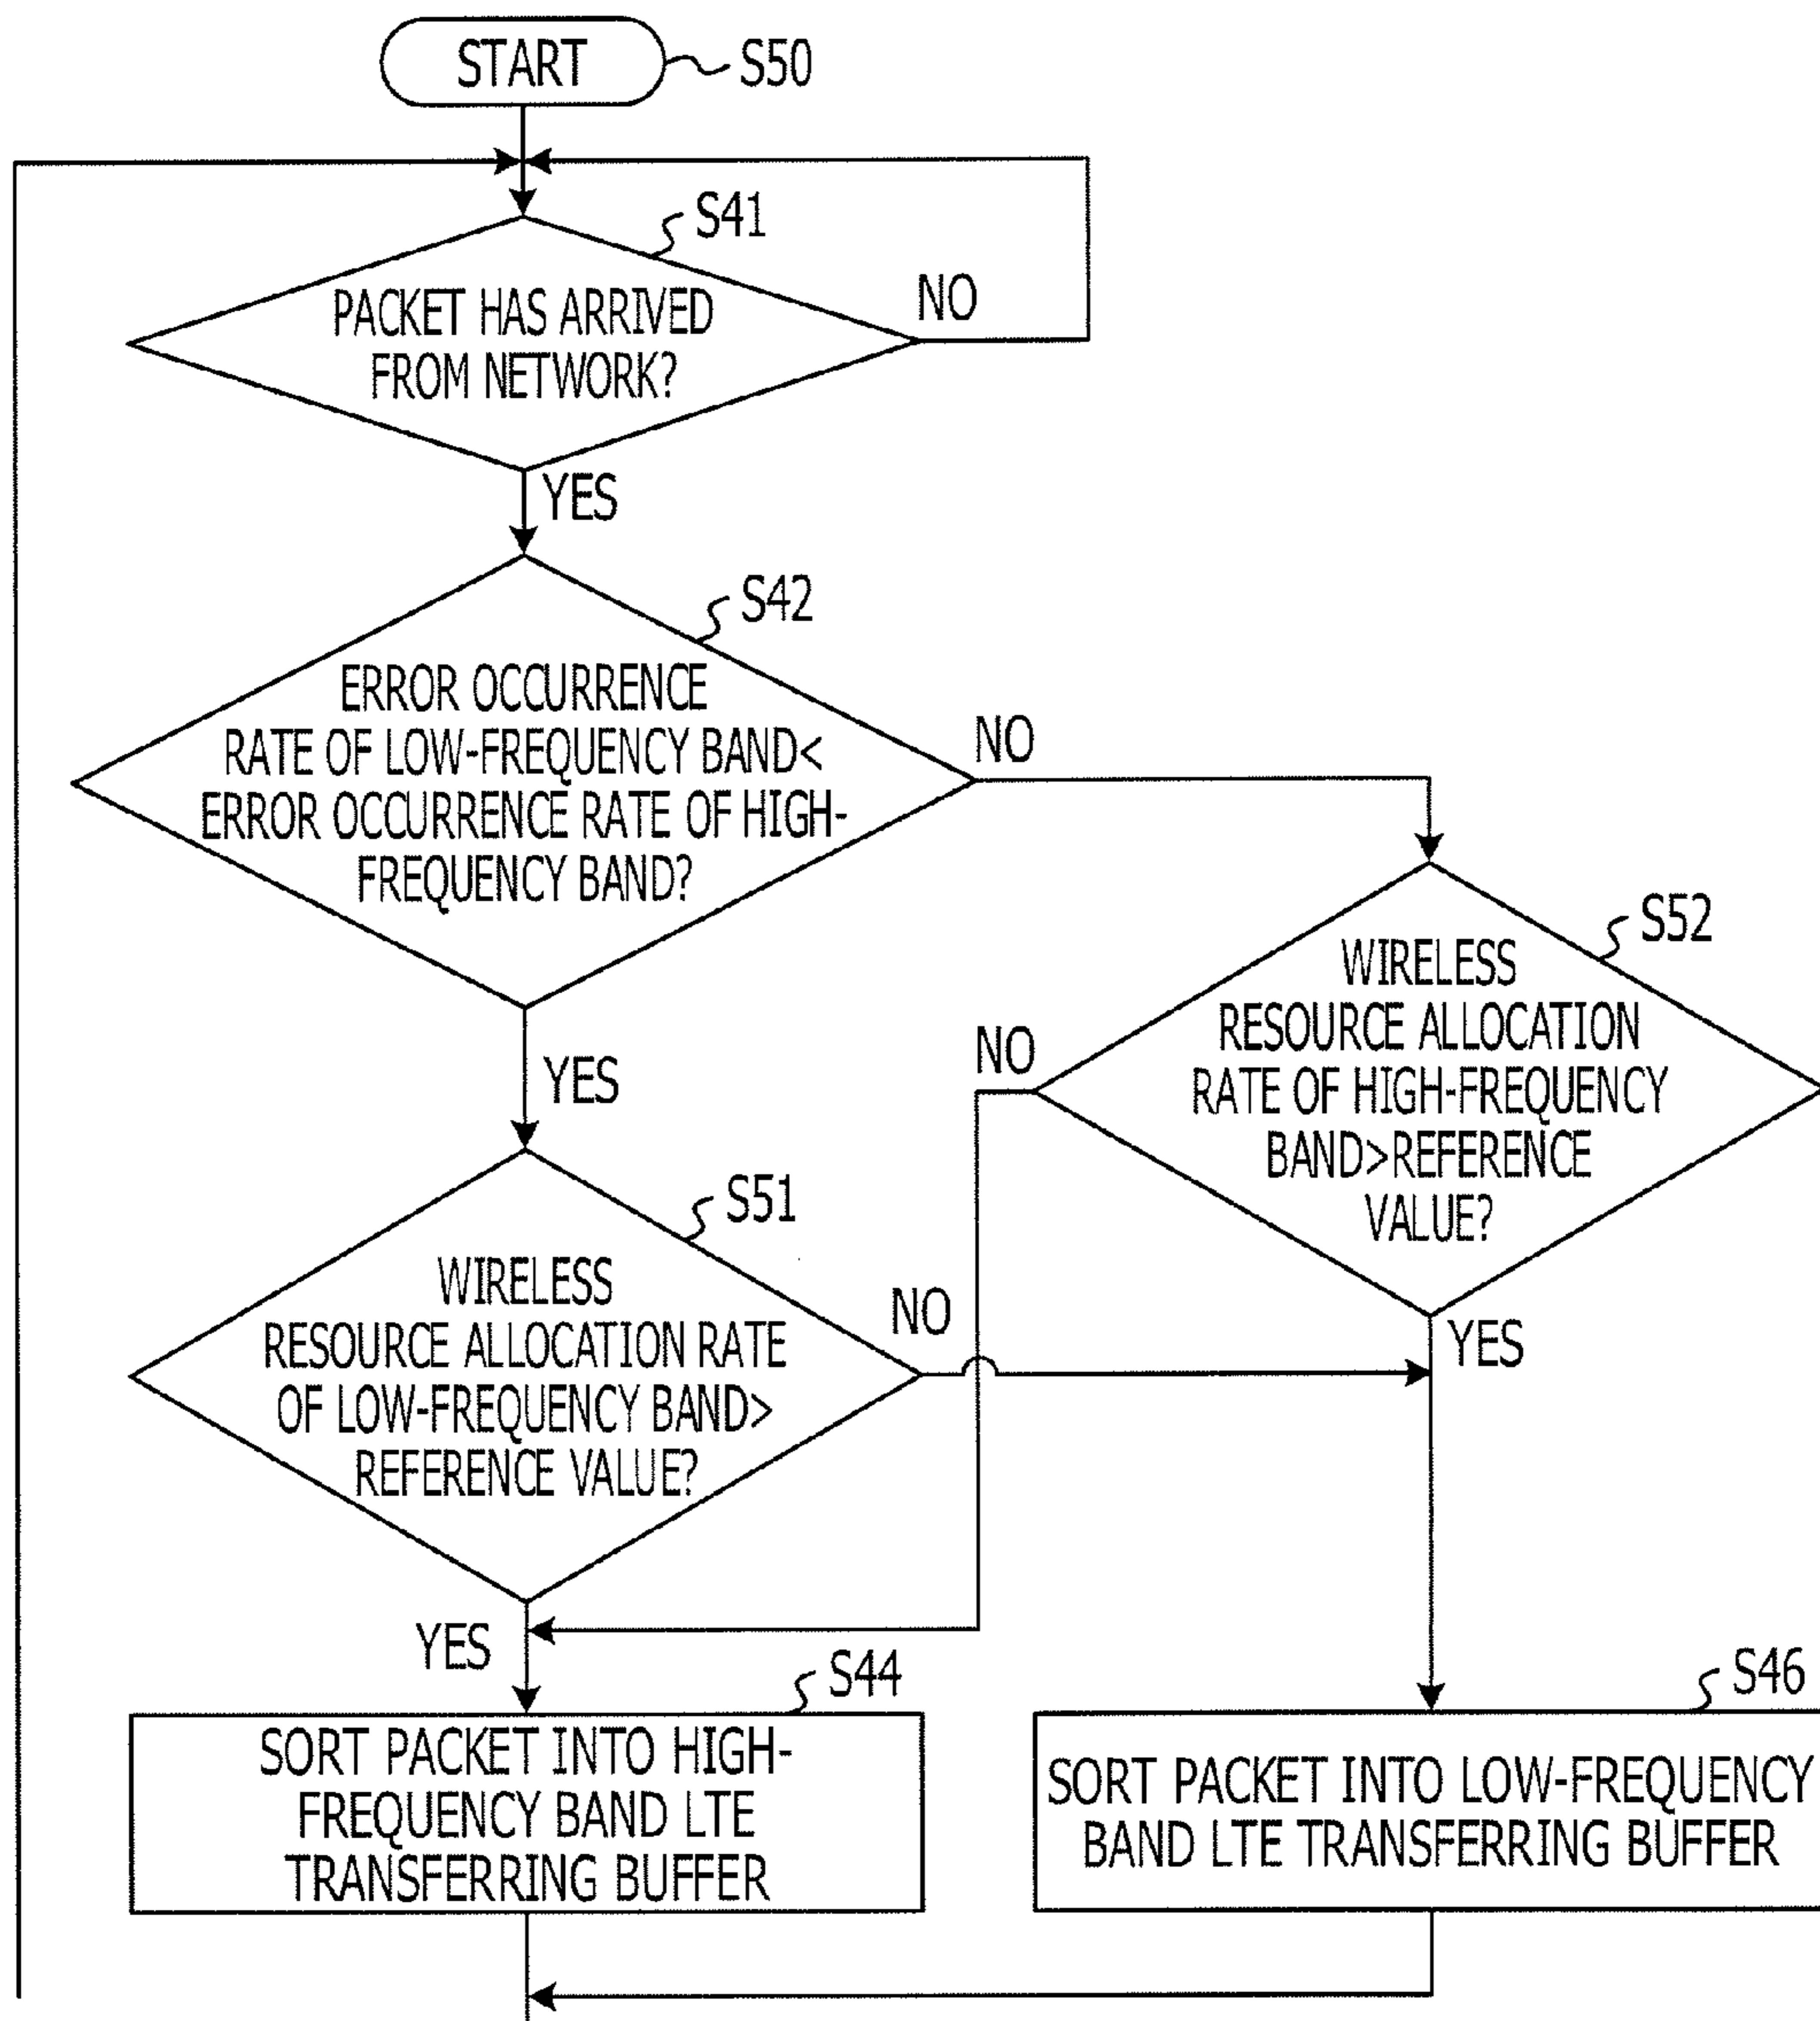 START
S50
S41
PACKET HAS ARRIVED
FROM NETWORK?
NO
YES
S42
ERROR OCCURRENCE
RATE OF LOW-FREQUENCY BAND<
ERROR OCCURRENCE RATE OF HIGH-
FREQUENCY BAND?
NO
YES
S52
WIRELESS
RESOURCE ALLOCATION
RATE OF HIGH-FREQUENCY
BAND>REFERENCE
VALUE?
NO
YES
S51
WIRELESS
RESOURCE ALLOCATION RATE
OF LOW-FREQUENCY BAND>
REFERENCE VALUE?
NO
YES
S44
SORT PACKET INTO HIGH-
FREQUENCY BAND LTE
TRANSFERRING BUFFER
S46
SORT PACKET INTO LOW-FREQUENCY
BAND LTE TRANSFERRING BUFFER